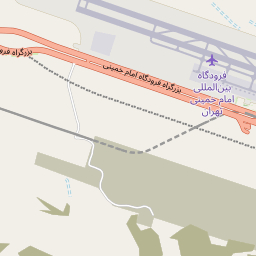 فرودگاه
بین‌المللی
امام خمینی
تهران
بزرگراه فرودگاه امام خمینی
بزرگراه فرودگاه